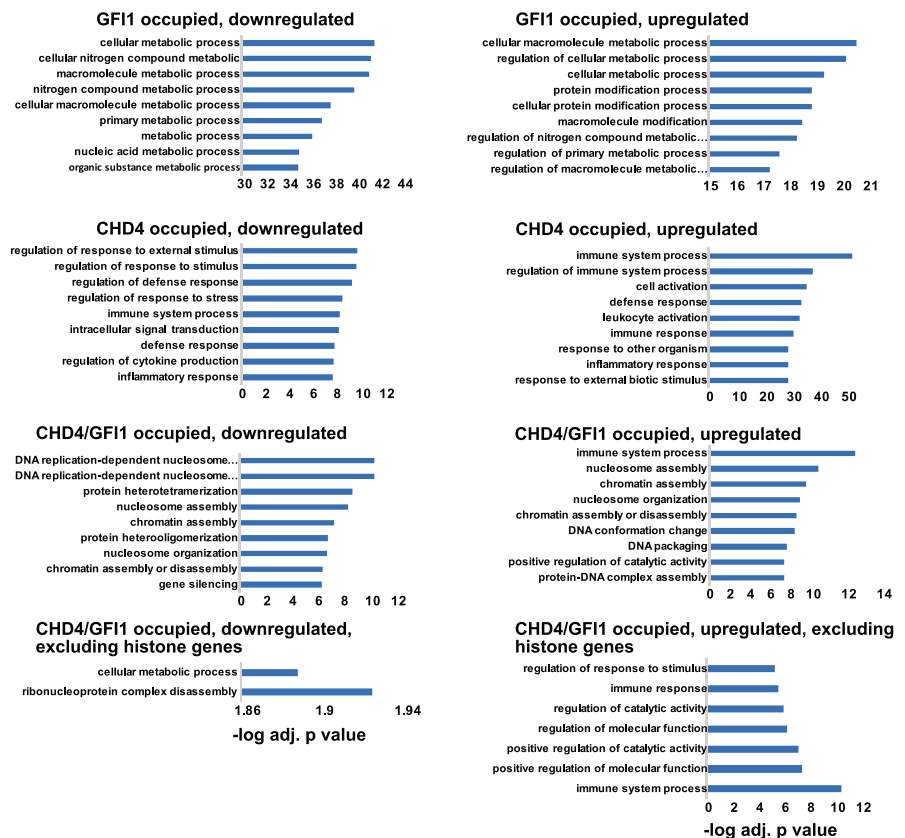 GFI1 occupied, downregulated
cellular metabolic process
cellular nitrogen compound metabolic
macromolecule metabolic process
nitrogen compound metabolic process
cellular macromolecule metabolic process
primary metabolic process
metabolic process
nucleic acid metabolic process
organic substance metabolic process
30 32 34 36 38 40 42 44
GFI1 occupied, upregulated
cellular macromolecule metabolic process
regulation of cellular metabolic process
cellular metabolic process
protein modification process
cellular protein modification process
macromolecule modification
regulation of nitrogen compound metabolic...
regulation of primary metabolic process
regulation of macromolecule metabolic...
15 16 17 18 19 20 21
CHD4 occupied, downregulated
regulation of response to external stimulus
regulation of response to stimulus
regulation of defense response
regulation of response to stress
immune system process
intracellular signal transduction
defense response
regulation of cytokine production
inflammatory response
0 2 4 6 8 10 12
CHD4 occupied, upregulated
immune system process
regulation of immune system process
cell activation
defense response
leukocyte activation
immune response
response to other organism
inflammatory response
response to external biotic stimulus
0 10 20 30 40 50
CHD4/GFI1 occupied, downregulated
DNA replication-dependent nucleosome...
DNA replication-dependent nucleosome...
protein heterotetramerization
nucleosome assembly
chromatin assembly
protein heterooligomerization
nucleosome organization
chromatin assembly or disassembly
gene silencing
0 2 4 6 8 10 12
CHD4/GFI1 occupied, upregulated
immune system process
nucleosome assembly
chromatin assembly
nucleosome organization
chromatin assembly or disassembly
DNA conformation change
DNA packaging
positive regulation of catalytic activity
protein-DNA complex assembly
0 2 4 6 8 10 12 14
CHD4/GFI1 occupied, downregulated,
excluding histone genes
cellular metabolic process
ribonucleoprotein complex disassembly
1.86 1.9 1.94
-log adj. p value
CHD4/GFI1 occupied, upregulated, excluding
histone genes
regulation of response to stimulus
immune response
regulation of catalytic activity
regulation of molecular function
positive regulation of catalytic activity
positive regulation of molecular function
immune system process
0 2 4 6 8 10 12
-log adj. p value